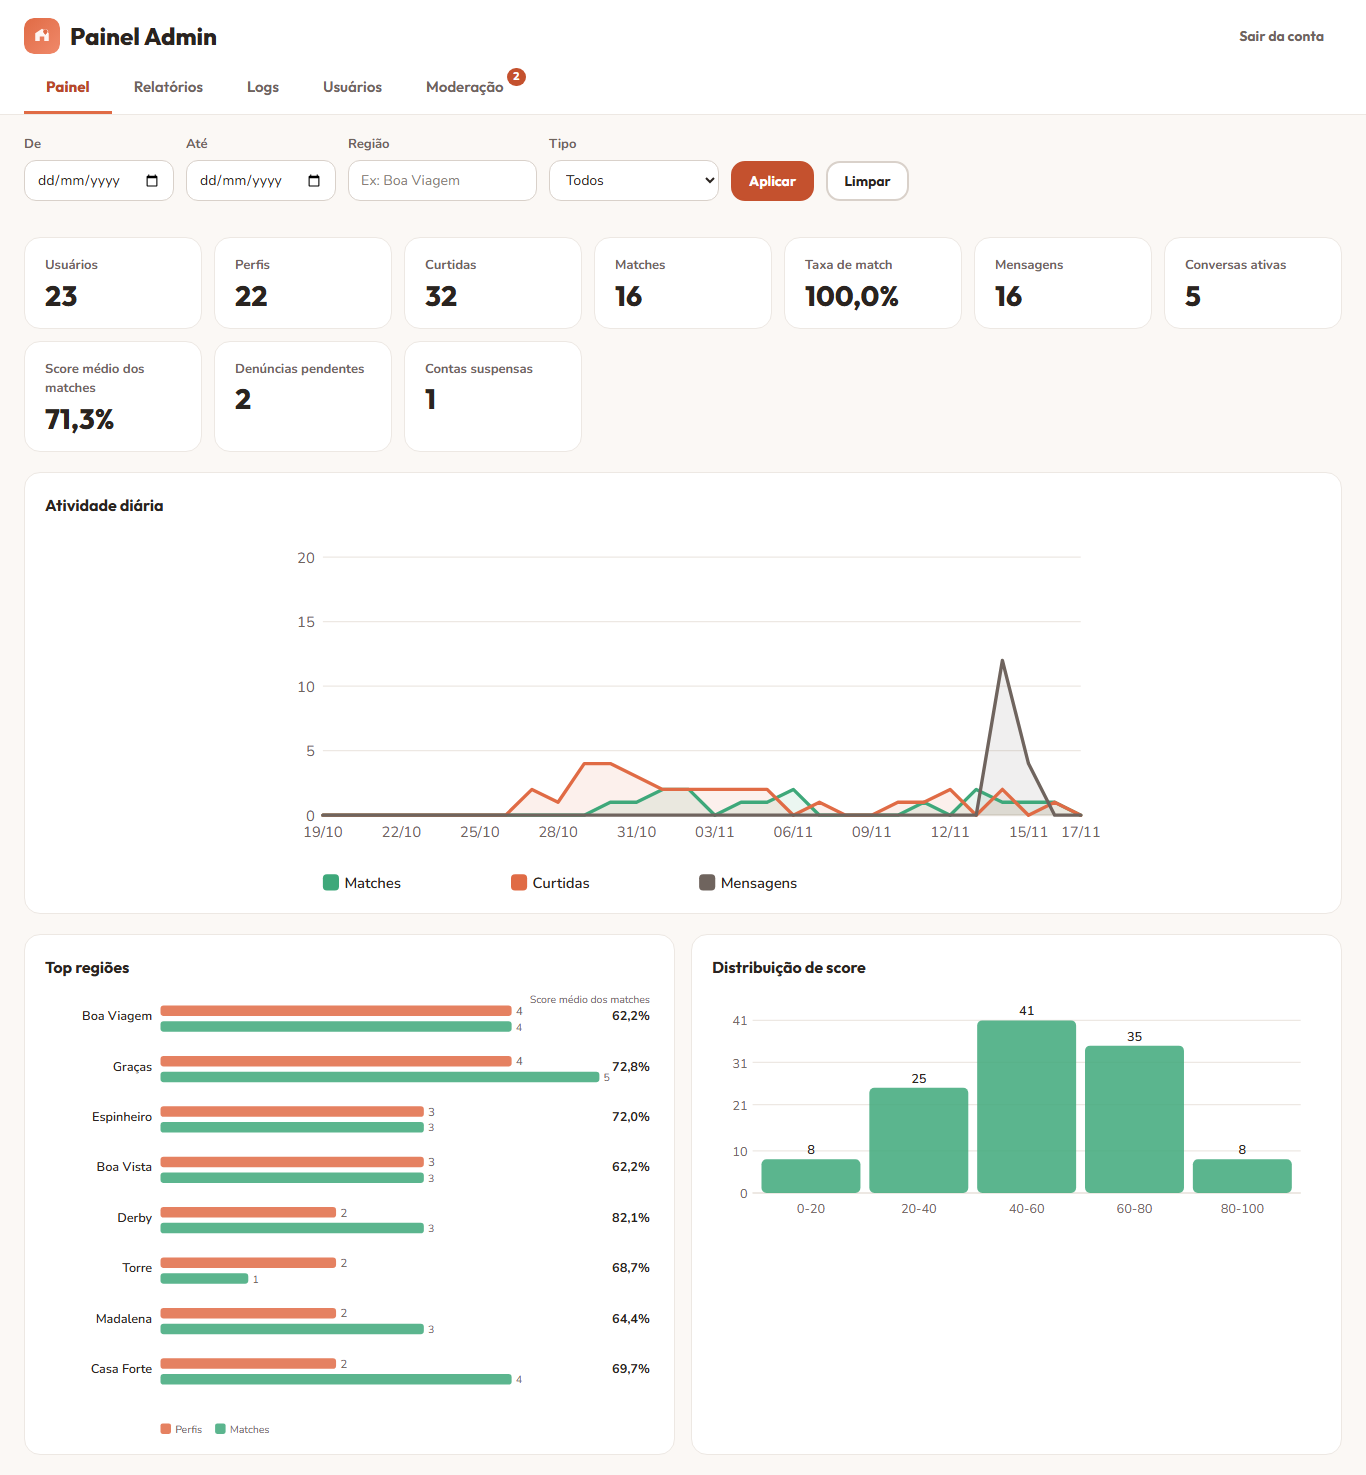 Painel Admin
Sair da conta
Painel
Relatórios
Logs
Usuários
Moderação
2
De
Até
Região
Tipo
dd/mm/yyyy
dd/mm/yyyy
Ex: Boa Viagem
Todos
Aplicar
Limpar
Usuários
23
Perfis
22
Curtidas
32
Matches
16
Taxa de match
100,0%
Mensagens
16
Conversas ativas
5
Score médio dos
matches
71,3%
Denúncias pendentes
2
Contas suspensas
1
Atividade diária
20
15
10
5
0
19/10
22/10
25/10
28/10
31/10
03/11
06/11
09/11
12/11
15/11
17/11
Matches
Curtidas
Mensagens
Top regiões
Score médio dos matches
Boa Viagem
4
4
62,2%
Graças
4
5
72,8%
Espinheiro
3
3
72,0%
Boa Vista
3
3
62,2%
Derby
2
3
82,1%
Torre
2
1
68,7%
Madalena
2
3
64,4%
Casa Forte
2
4
69,7%
Perfis
Matches
Distribuição de score
41
31
21
10
0
8
25
41
35
8
0-20
20-40
40-60
60-80
80-100